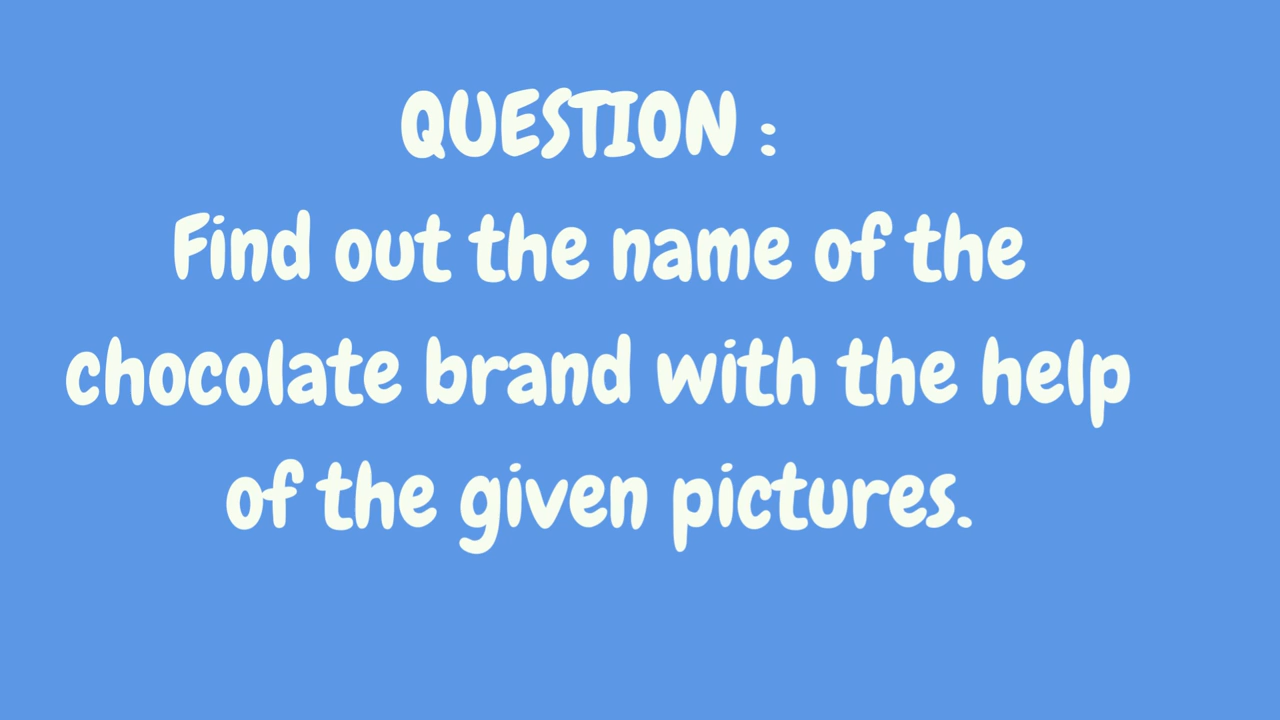 QUESTION :
Find out the name of the
chocolate brand with the help
of the given pictures.